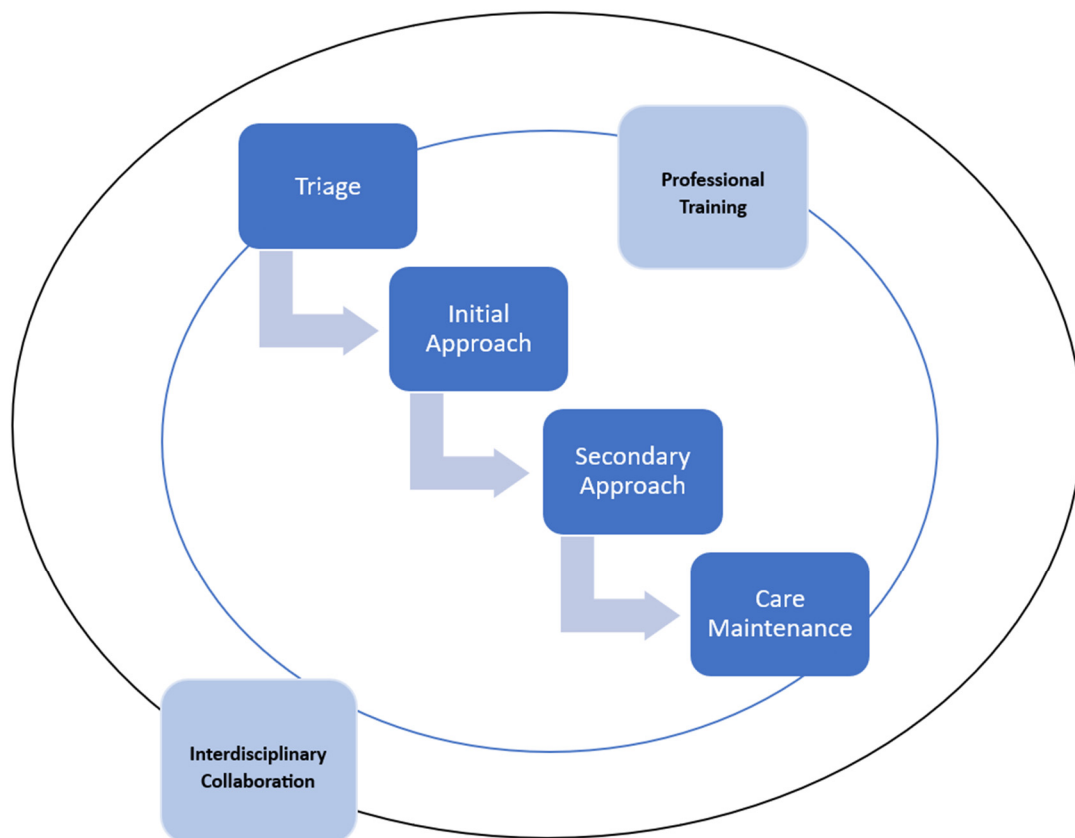 Triage
Professional
Training
Initial
Approach
Secondary
Approach
Care
Maintenance
Interdisciplinary
Collaboration